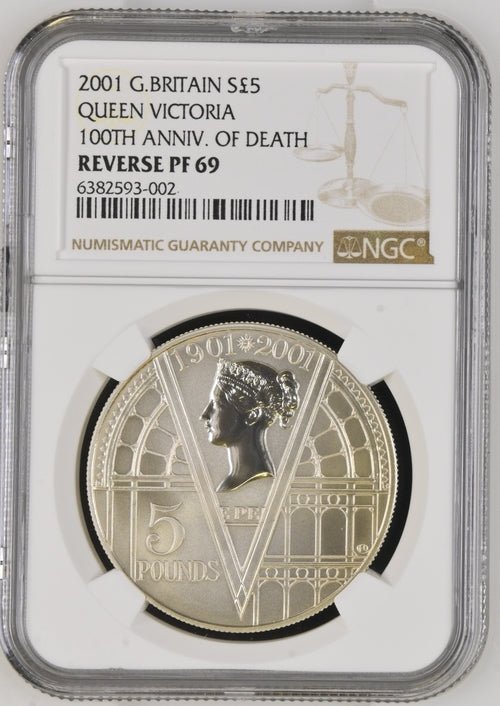 2001 G.BRITAIN S£5
QUEEN VICTORIA
100TH ANNIV. OF DEATH
REVERSE PF 69
6382593-002
NUMISMATIC GUARANTY COMPANY
NGC®
1901 2001
5
POUNDS